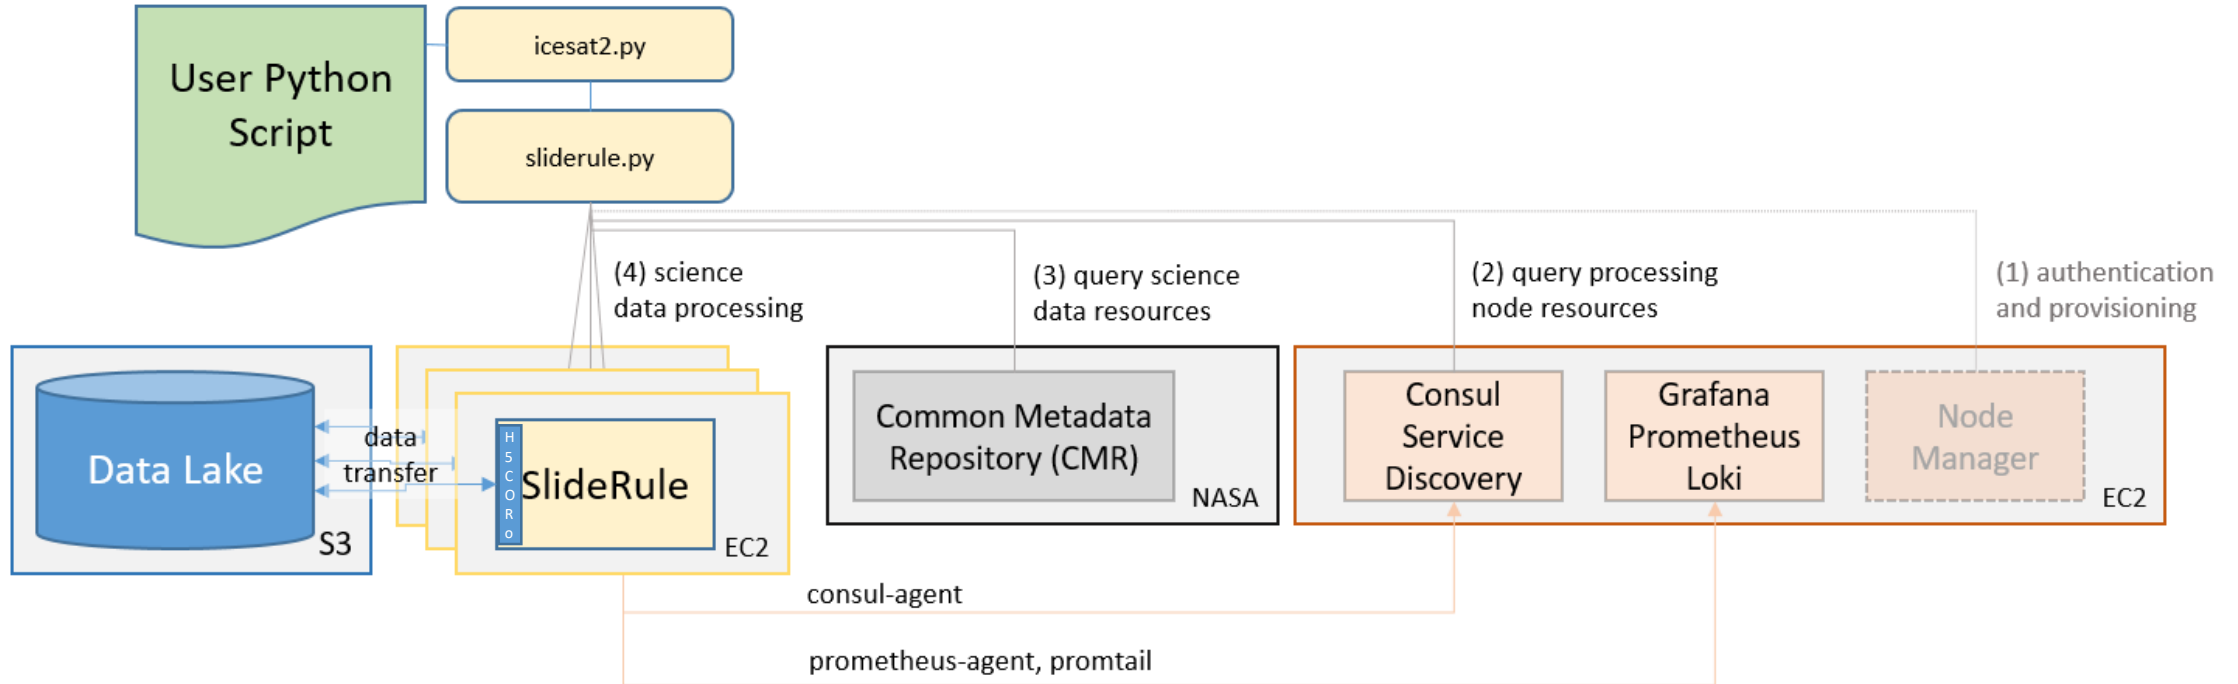 User Python
Script
icesat2.py
sliderule.py
(4) science
data processing
(3) query science
data resources
(2) query processing
node resources
(1) authentication
and provisioning
Data Lake
S3
data
transfer
H5CORO
SlideRule
EC2
Common Metadata
Repository (CMR)
NASA
Consul
Service
Discovery
Grafana
Prometheus
Loki
Node
Manager
EC2
consul-agent
prometheus-agent, promtail